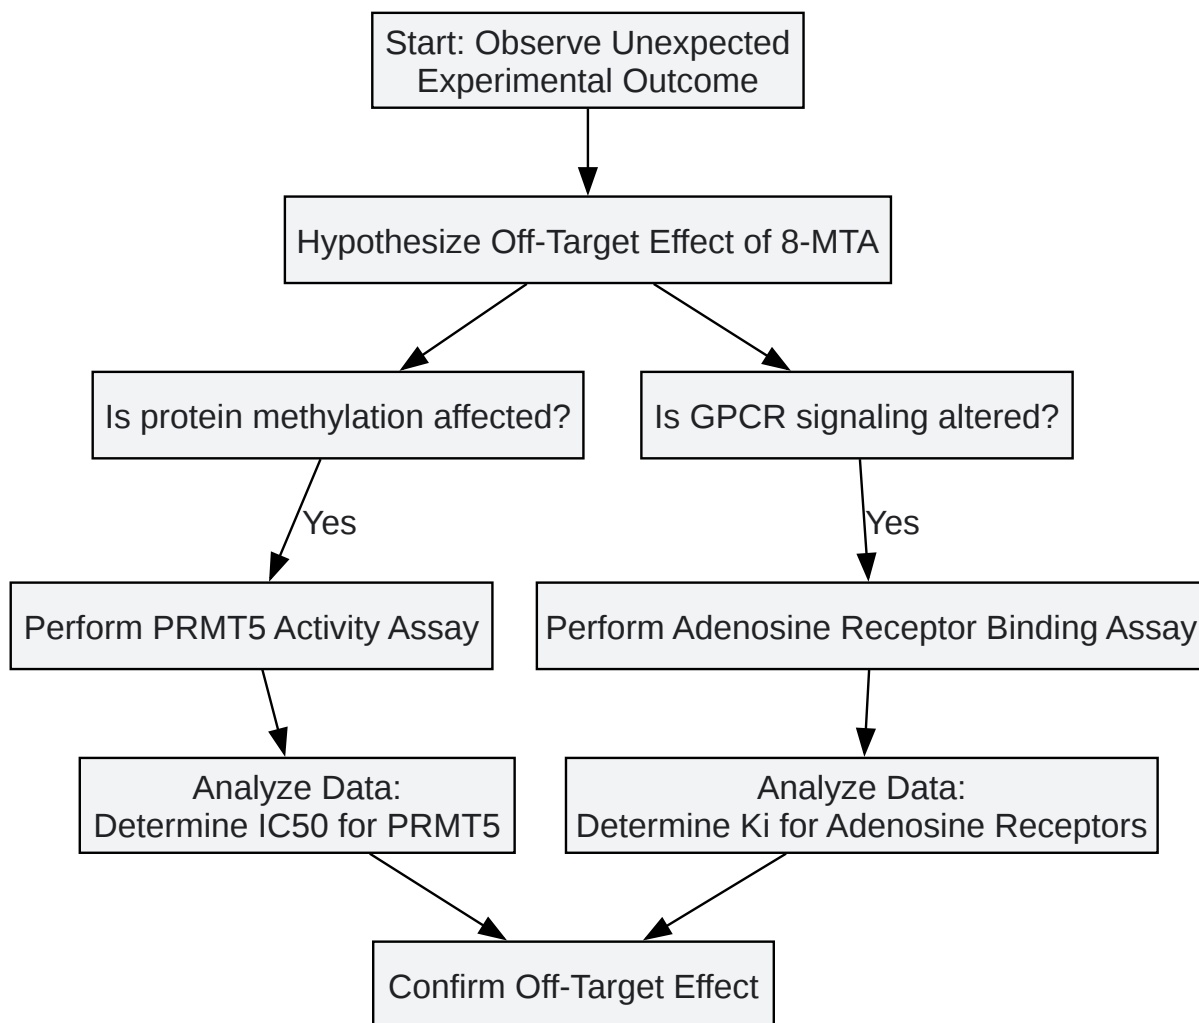 Start: Observe Unexpected
Experimental Outcome
Hypothesize Off-Target Effect of 8-MTA
Is protein methylation affected?
Is GPCR signaling altered?
Yes
Yes
Perform PRMT5 Activity Assay
Perform Adenosine Receptor Binding Assay
Analyze Data:
Determine IC50 for PRMT5
Analyze Data:
Determine Ki for Adenosine Receptors
Confirm Off-Target Effect